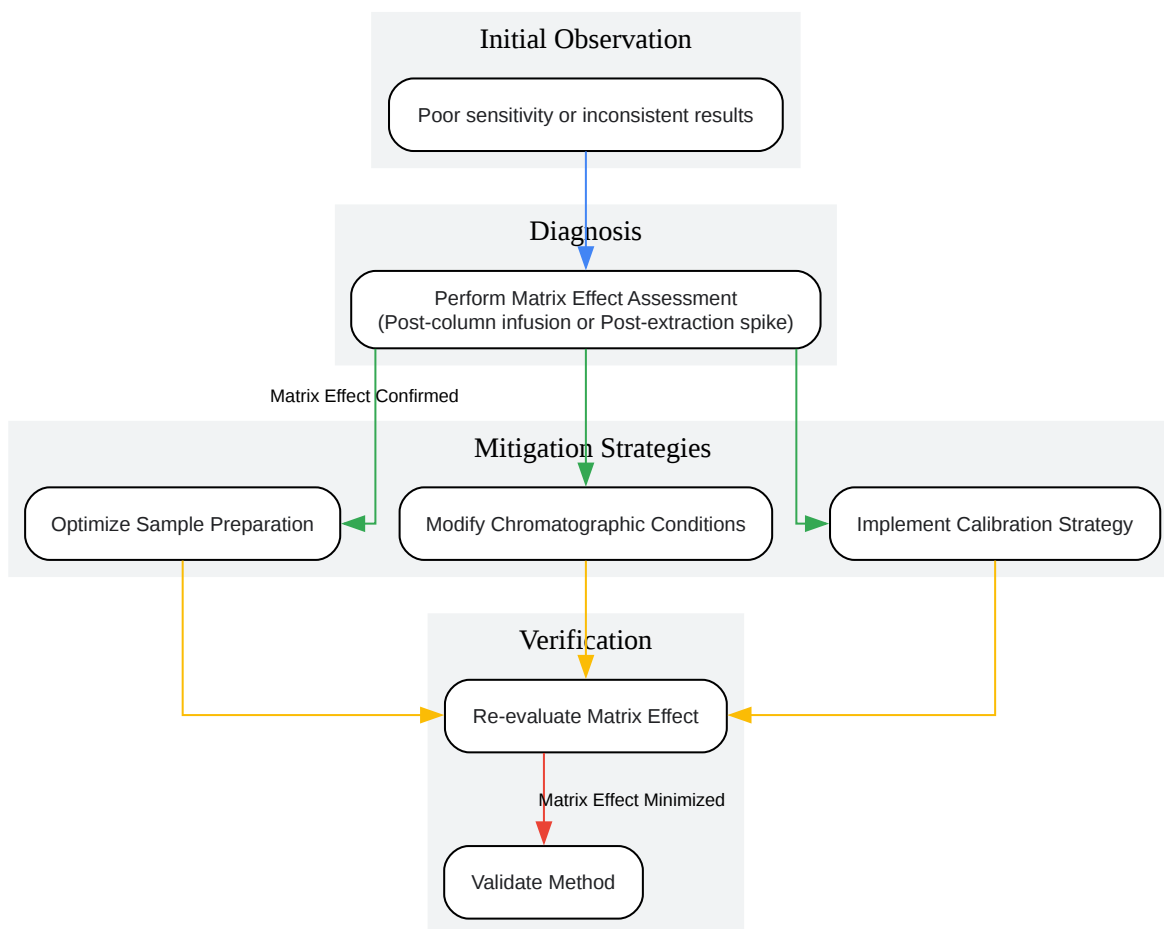 Initial Observation
Poor sensitivity or inconsistent results
Diagnosis
Perform Matrix Effect Assessment
(Post-column infusion or Post-extraction spike)
Matrix Effect Confirmed
Mitigation Strategies
Optimize Sample Preparation
Modify Chromatographic Conditions
Implement Calibration Strategy
Verification
Re-evaluate Matrix Effect
Matrix Effect Minimized
Validate Method